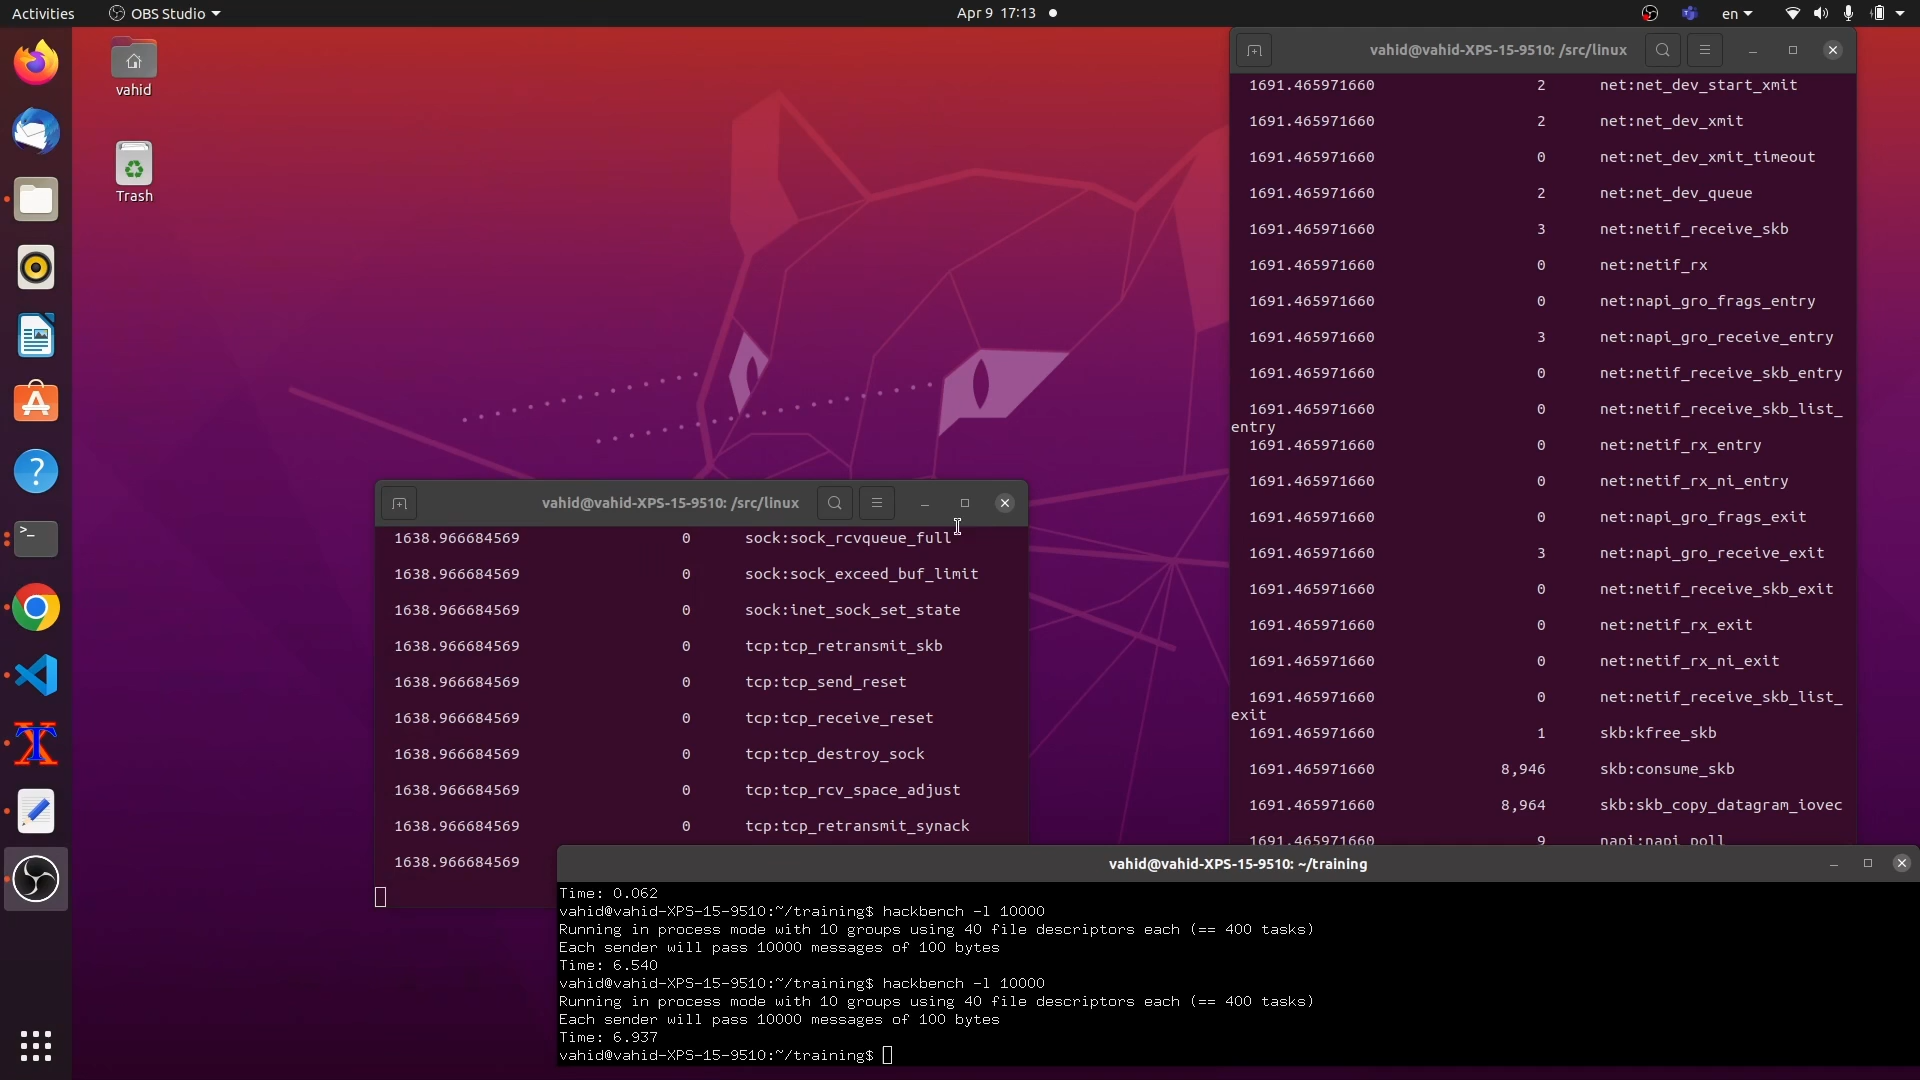 Activities
OBS Studio
Apr 9 17:13
en
vahid
Trash
vahid@vahid-XPS-15-9510: /src/linux
1691.465971660 2 net:net_dev_start_xmit
1691.465971660 2 net:net_dev_xmit
1691.465971660 0 net:net_dev_xmit_timeout
1691.465971660 2 net:net_dev_queue
1691.465971660 3 net:netif_receive_skb
1691.465971660 0 net:netif_rx
1691.465971660 0 net:napi_gro_frags_entry
1691.465971660 3 net:napi_gro_receive_entry
1691.465971660 0 net:netif_receive_skb_entry
1691.465971660 0 net:netif_receive_skb_list_
entry
1691.465971660 0 net:netif_rx_entry
1691.465971660 0 net:netif_rx_ni_entry
1691.465971660 0 net:napi_gro_frags_exit
1691.465971660 3 net:napi_gro_receive_exit
1691.465971660 0 net:netif_receive_skb_exit
1691.465971660 0 net:netif_rx_exit
1691.465971660 0 net:netif_rx_ni_exit
1691.465971660 0 net:netif_receive_skb_list_
exit
1691.465971660 1 skb:kfree_skb
1691.465971660 8,946 skb:consume_skb
1691.465971660 8,964 skb:skb_copy_datagram_iovec
1691.465971660 9 napi:napi_poll
vahid@vahid-XPS-15-9510: /src/linux
1638.966684569 0 sock:sock_rcvqueue_full
1638.966684569 0 sock:sock_exceed_buf_limit
1638.966684569 0 sock:inet_sock_set_state
1638.966684569 0 tcp:tcp_retransmit_skb
1638.966684569 0 tcp:tcp_send_reset
1638.966684569 0 tcp:tcp_receive_reset
1638.966684569 0 tcp:tcp_destroy_sock
1638.966684569 0 tcp:tcp_rcv_space_adjust
1638.966684569 0 tcp:tcp_retransmit_synack
1638.966684569
vahid@vahid-XPS-15-9510: ~/training
Time: 0.062
vahid@vahid-XPS-15-9510:~/training$ hackbench -l 10000
Running in process mode with 10 groups using 40 file descriptors each (== 400 tasks)
Each sender will pass 10000 messages of 100 bytes
Time: 6.540
vahid@vahid-XPS-15-9510:~/training$ hackbench -l 10000
Running in process mode with 10 groups using 40 file descriptors each (== 400 tasks)
Each sender will pass 10000 messages of 100 bytes
Time: 6.937
vahid@vahid-XPS-15-9510:~/training$